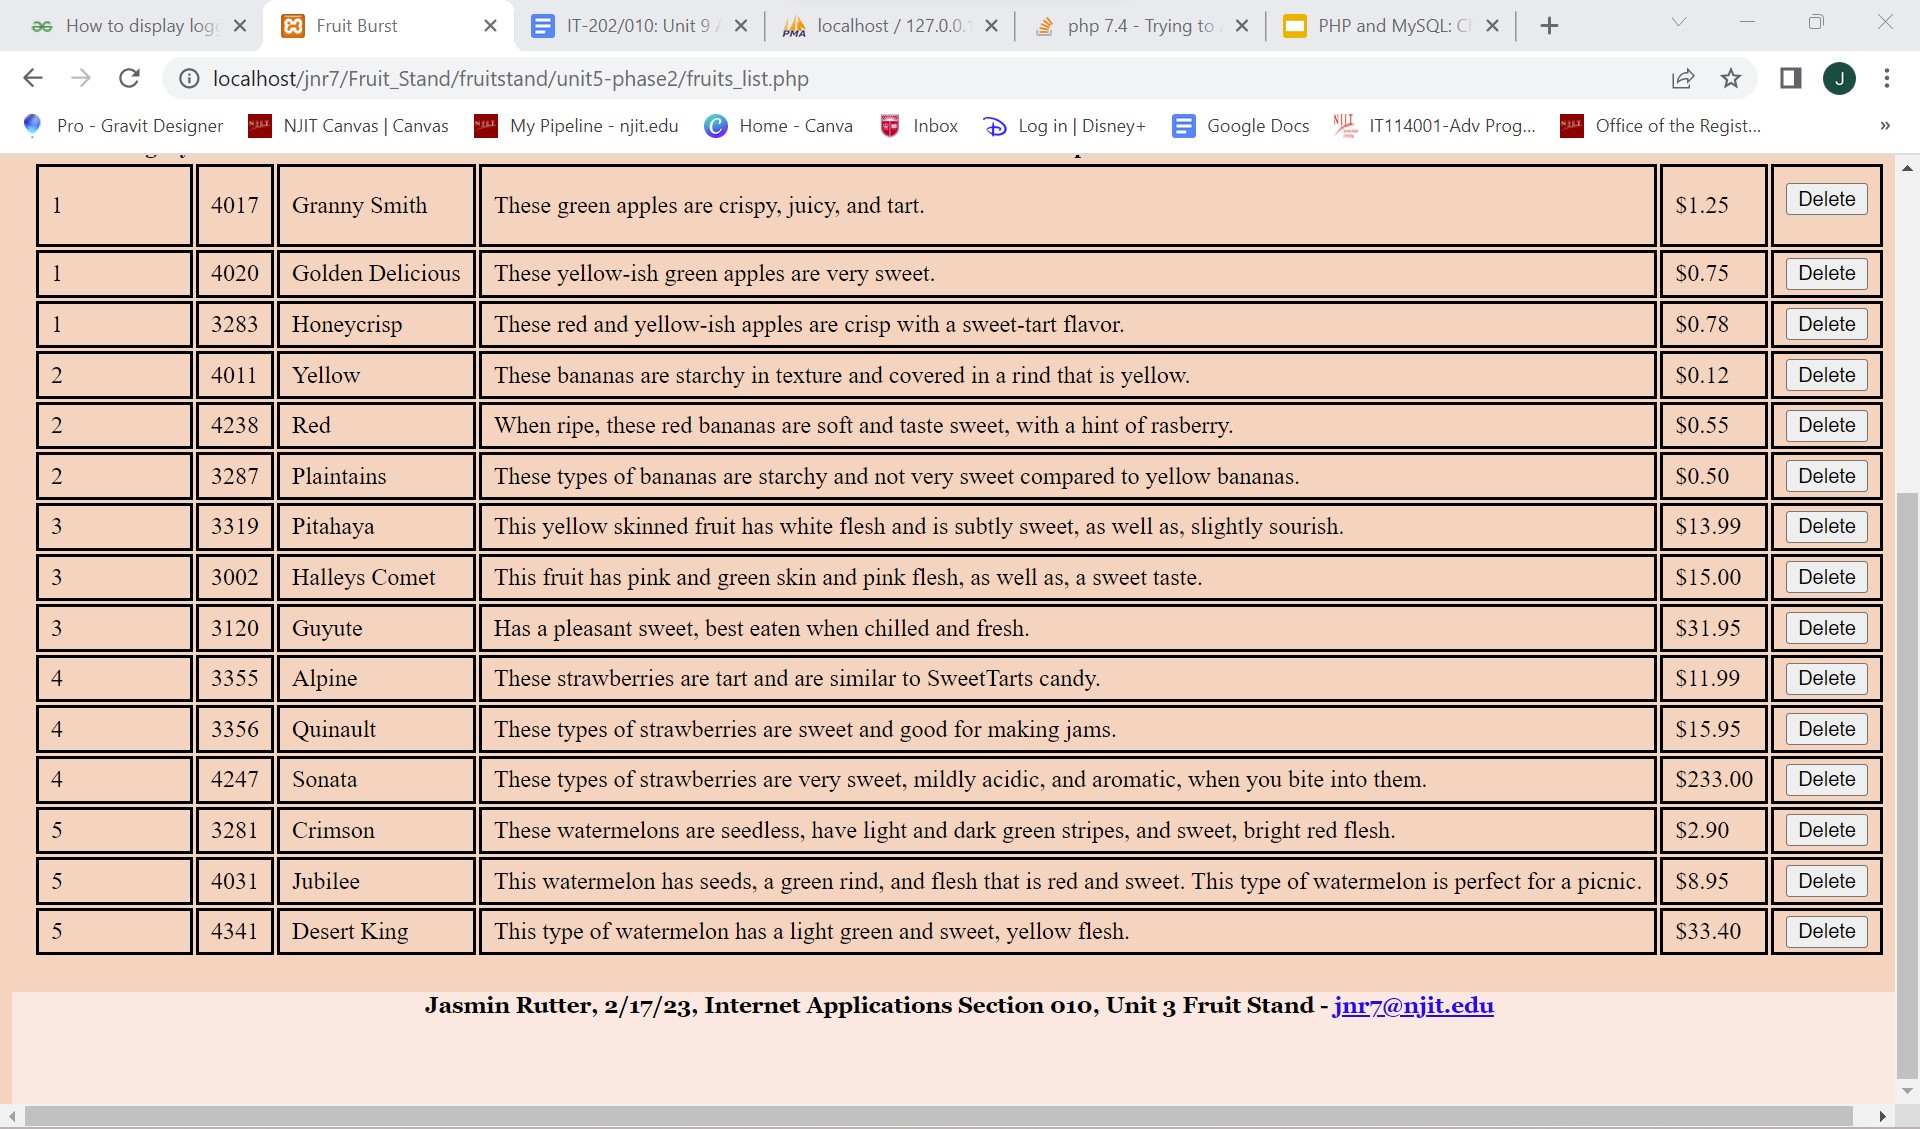 How to display log
Fruit Burst
IT-202/010: Unit 9
localhost / 127.0.0.1
php 7.4 - Trying to
PHP and MySQL: C
localhost/jnr7/Fruit_Stand/fruitstand/unit5-phase2/fruits_list.php
J
Pro - Gravit Designer
NJIT Canvas | Canvas
My Pipeline - njit.edu
Home - Canva
Inbox
Log in | Disney+
Google Docs
IT114001-Adv Prog...
Office of the Regist...
»
1 4017 Granny Smith These green apples are crispy, juicy, and tart. $1.25 Delete
1 4020 Golden Delicious These yellow-ish green apples are very sweet. $0.75 Delete
1 3283 Honeycrisp These red and yellow-ish apples are crisp with a sweet-tart flavor. $0.78 Delete
2 4011 Yellow These bananas are starchy in texture and covered in a rind that is yellow. $0.12 Delete
2 4238 Red When ripe, these red bananas are soft and taste sweet, with a hint of rasberry. $0.55 Delete
2 3287 Plaintains These types of bananas are starchy and not very sweet compared to yellow bananas. $0.50 Delete
3 3319 Pitahaya This yellow skinned fruit has white flesh and is subtly sweet, as well as, slightly sourish. $13.99 Delete
3 3002 Halleys Comet This fruit has pink and green skin and pink flesh, as well as, a sweet taste. $15.00 Delete
3 3120 Guyute Has a pleasant sweet, best eaten when chilled and fresh. $31.95 Delete
4 3355 Alpine These strawberries are tart and are similar to SweetTarts candy. $11.99 Delete
4 3356 Quinault These types of strawberries are sweet and good for making jams. $15.95 Delete
4 4247 Sonata These types of strawberries are very sweet, mildly acidic, and aromatic, when you bite into them. $233.00 Delete
5 3281 Crimson These watermelons are seedless, have light and dark green stripes, and sweet, bright red flesh. $2.90 Delete
5 4031 Jubilee This watermelon has seeds, a green rind, and flesh that is red and sweet. This type of watermelon is perfect for a picnic. $8.95 Delete
5 4341 Desert King This type of watermelon has a light green and sweet, yellow flesh. $33.40 Delete
Jasmin Rutter, 2/17/23, Internet Applications Section 010, Unit 3 Fruit Stand - jnr7@njit.edu